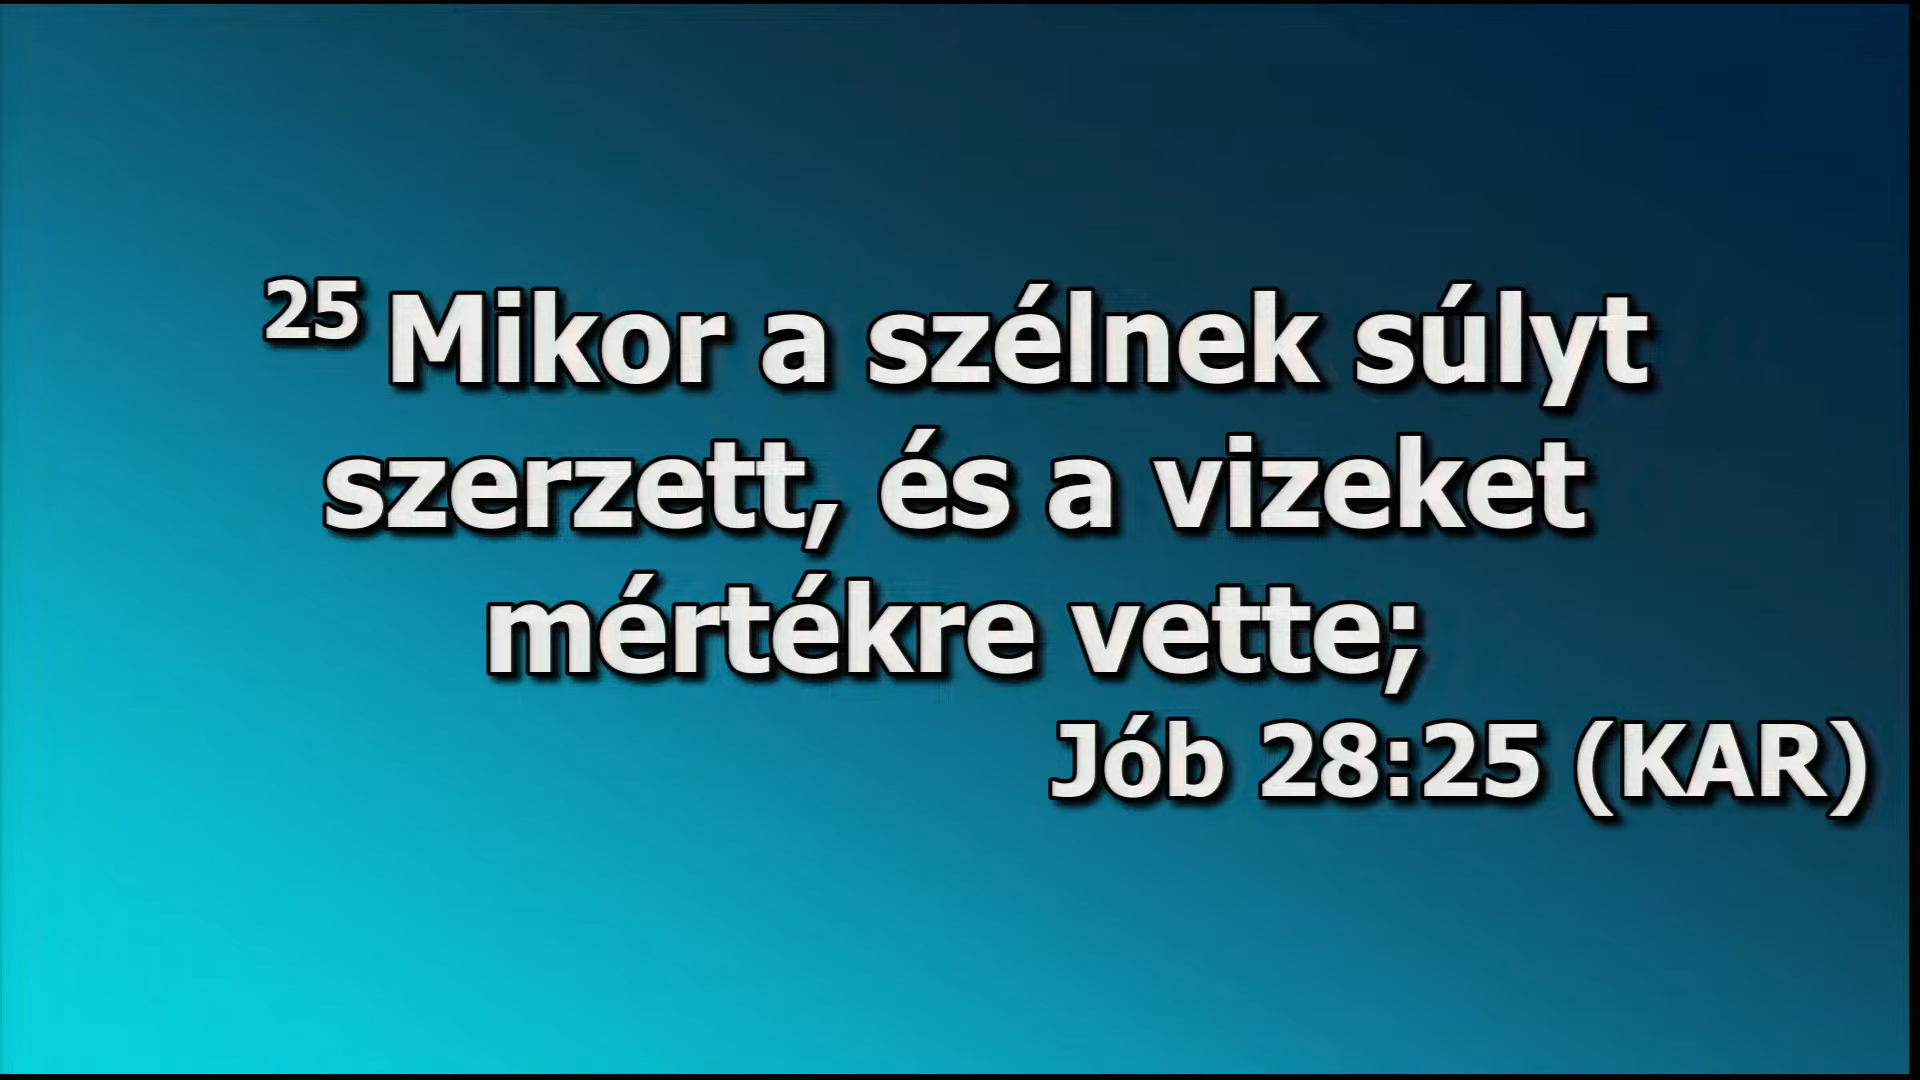 25 Mikor a szélnek súlyt
szerzett, és a vizeket
mértékre vette;
Jób 28:25 (KAR)